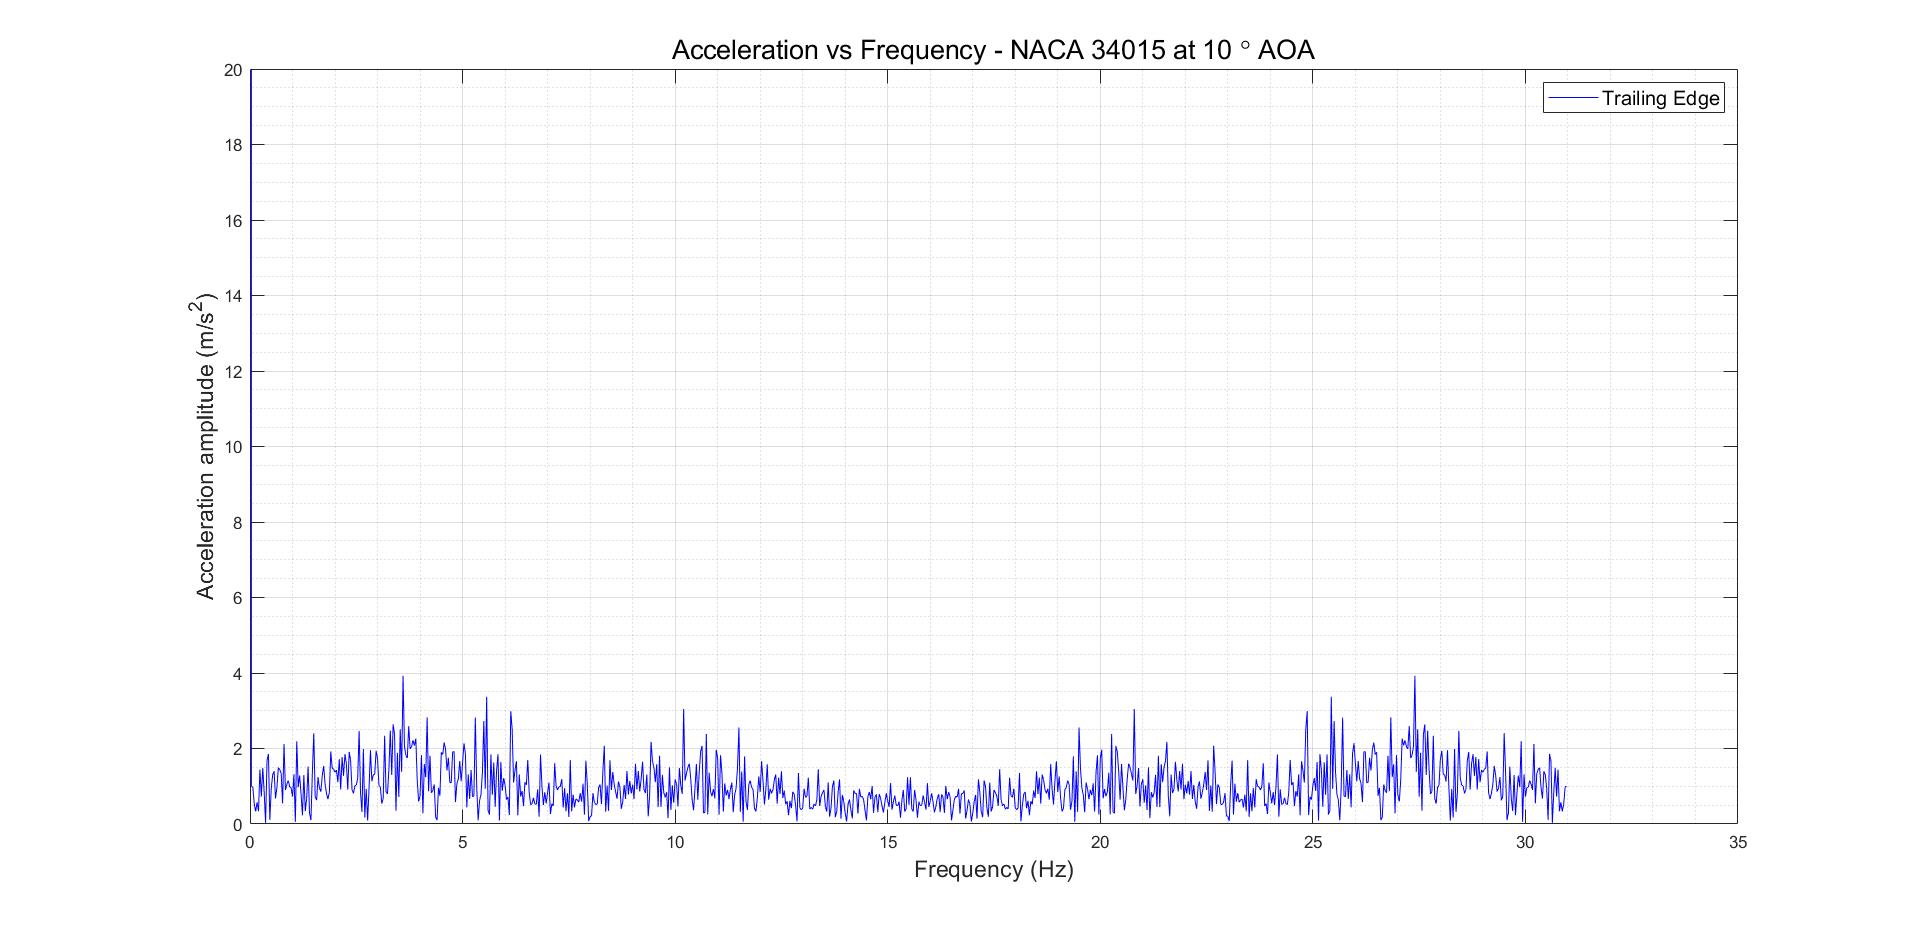 Acceleration vs Frequency - NACA 34015 at 10 ° AOA
Trailing Edge
20
18
16
14
12
10
8
6
4
2
0
Acceleration amplitude (m/s²)
0 5 10 15 20 25 30 35
Frequency (Hz)